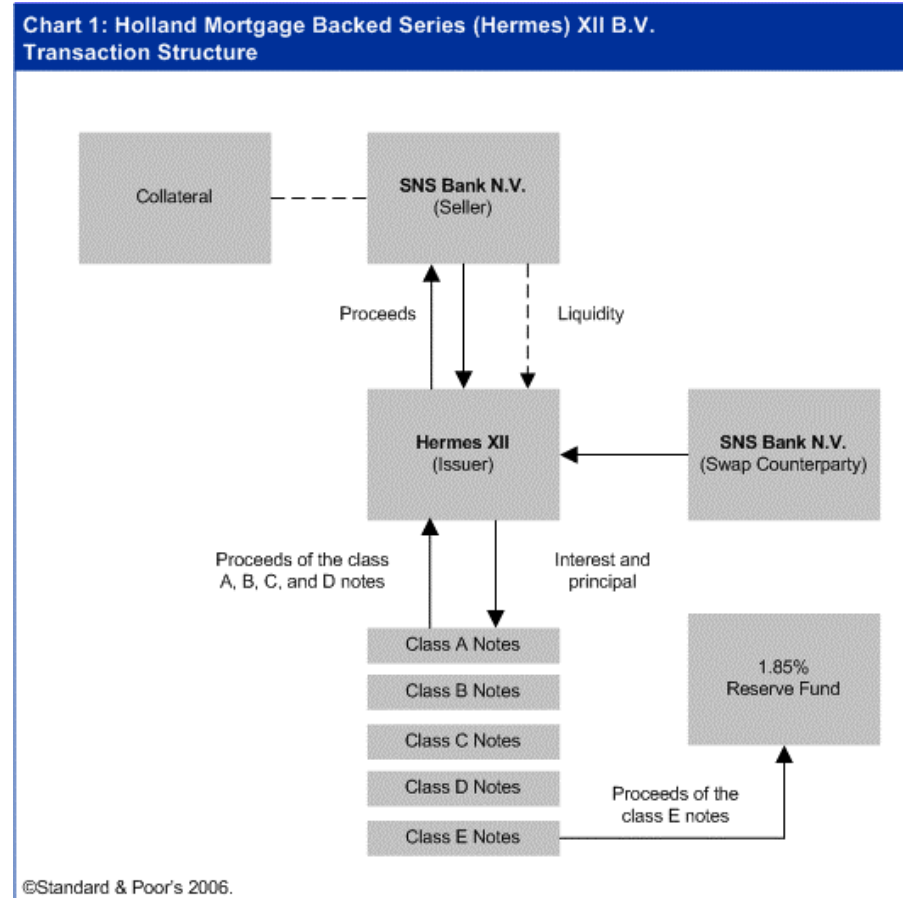 Chart 1: Holland Mortgage Backed Series (Hermes) XII B.V.
Transaction Structure
Collateral
SNS Bank N.V.
(Seller)
Proceeds
Liquidity
Hermes XII
(Issuer)
SNS Bank N.V.
(Swap Counterparty)
Proceeds of the class
A, B, C, and D notes
Interest and
principal
Class A Notes
Class B Notes
Class C Notes
Class D Notes
Class E Notes
1.85%
Reserve Fund
Proceeds of the
class E notes
©Standard & Poor's 2006.